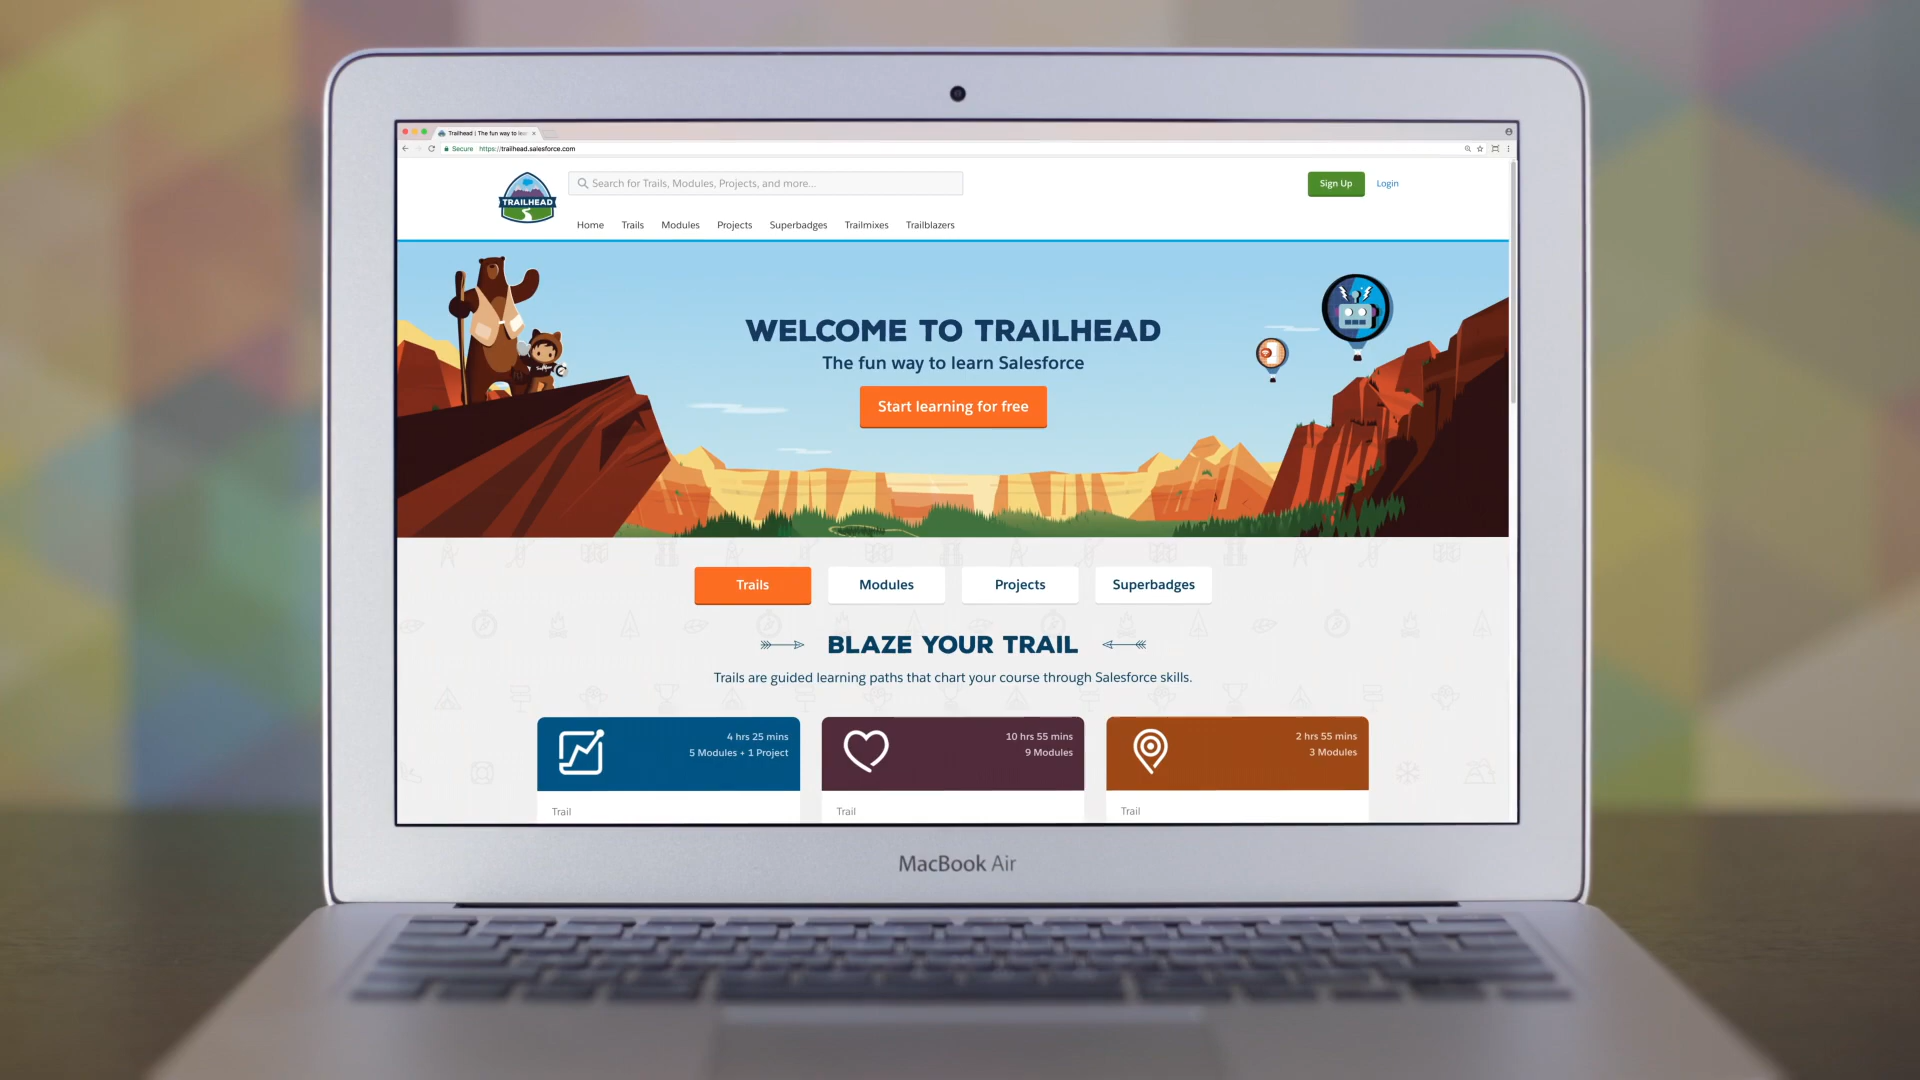 Trailhead | The fun way to lear
Secure https://trailhead.salesforce.com
TRAILHEAD
Search for Trails, Modules, Projects, and more...
Sign Up
Login
Home Trails Modules Projects Superbadges Trailmixes Trailblazers
WELCOME TO TRAILHEAD
The fun way to learn Salesforce
Start learning for free
Trails Modules Projects Superbadges
BLAZE YOUR TRAIL
Trails are guided learning paths that chart your course through Salesforce skills.
4 hrs 25 mins
5 Modules + 1 Project
Trail
10 hrs 55 mins
9 Modules
Trail
2 hrs 55 mins
3 Modules
Trail
MacBook Air